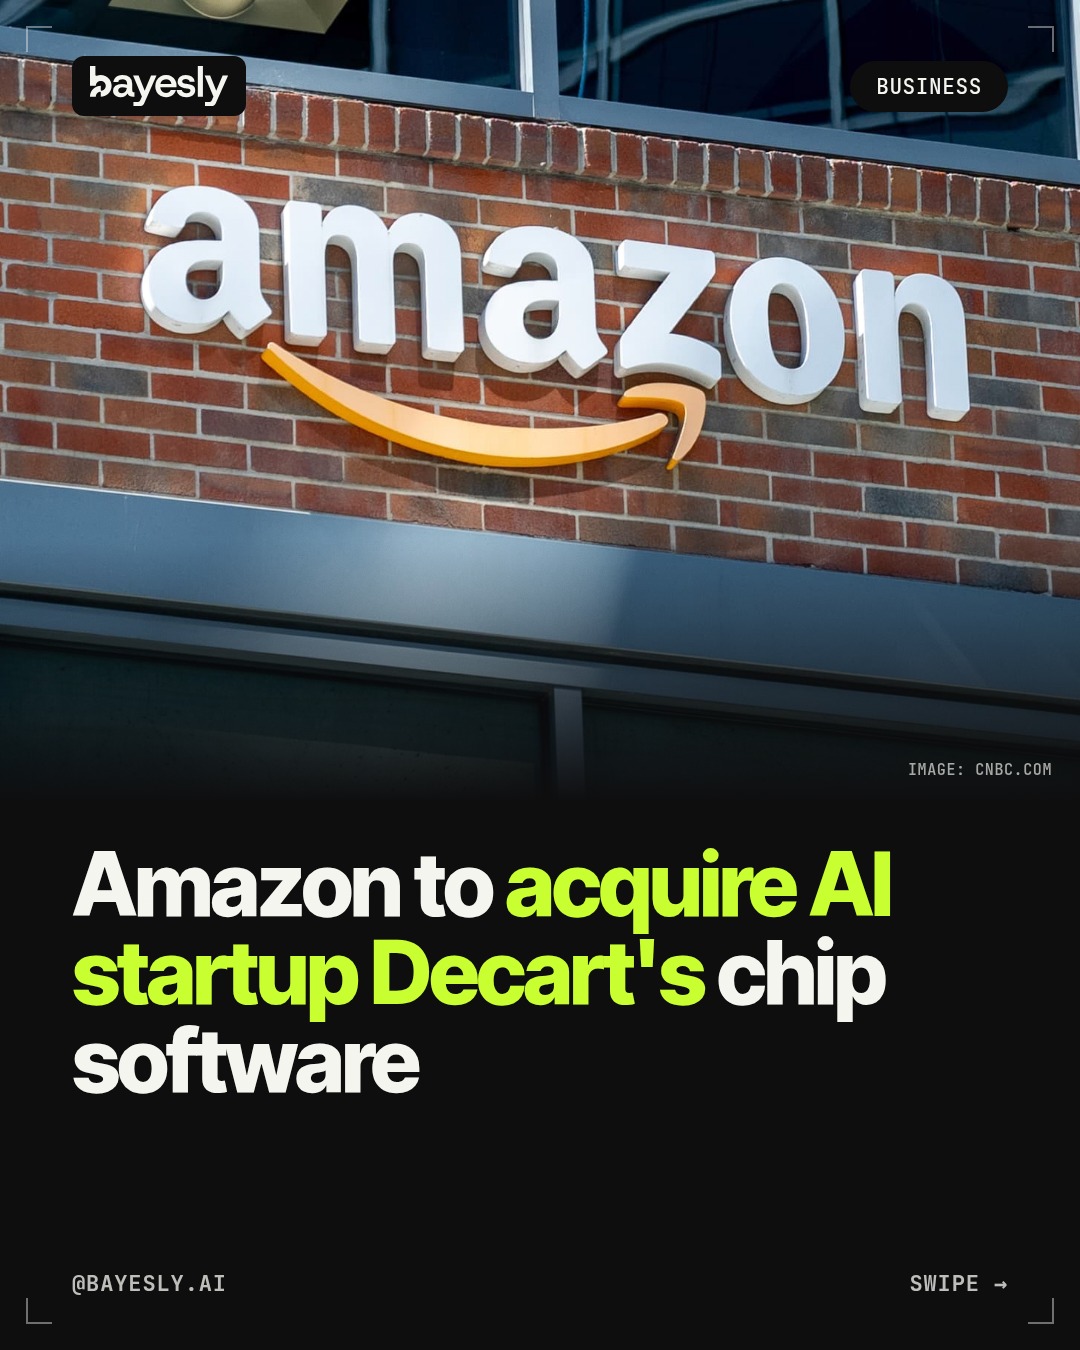 bayesly
BUSINESS
amazon
IMAGE: CNBC.COM
Amazon to acquire AI
startup Decart's chip
software
@BAYESLY.AI
SWIPE →